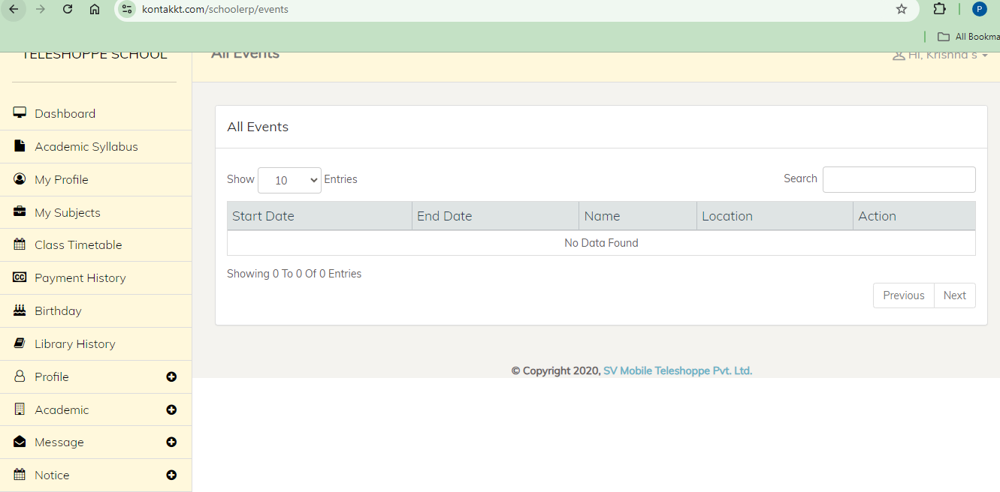 kontakkt.com/schoolerp/events
P
All Bookma
TELESHOPPE SCHOOL
All Events
Hi, Krishna s
Dashboard
Academic Syllabus
My Profile
My Subjects
Class Timetable
Payment History
Birthday
Library History
Profile
Academic
Message
Notice
All Events
Show 10 Entries
Search
Start Date End Date Name Location Action
No Data Found
Showing 0 To 0 Of 0 Entries
Previous Next
© Copyright 2020, SV Mobile Teleshoppe Pvt. Ltd.